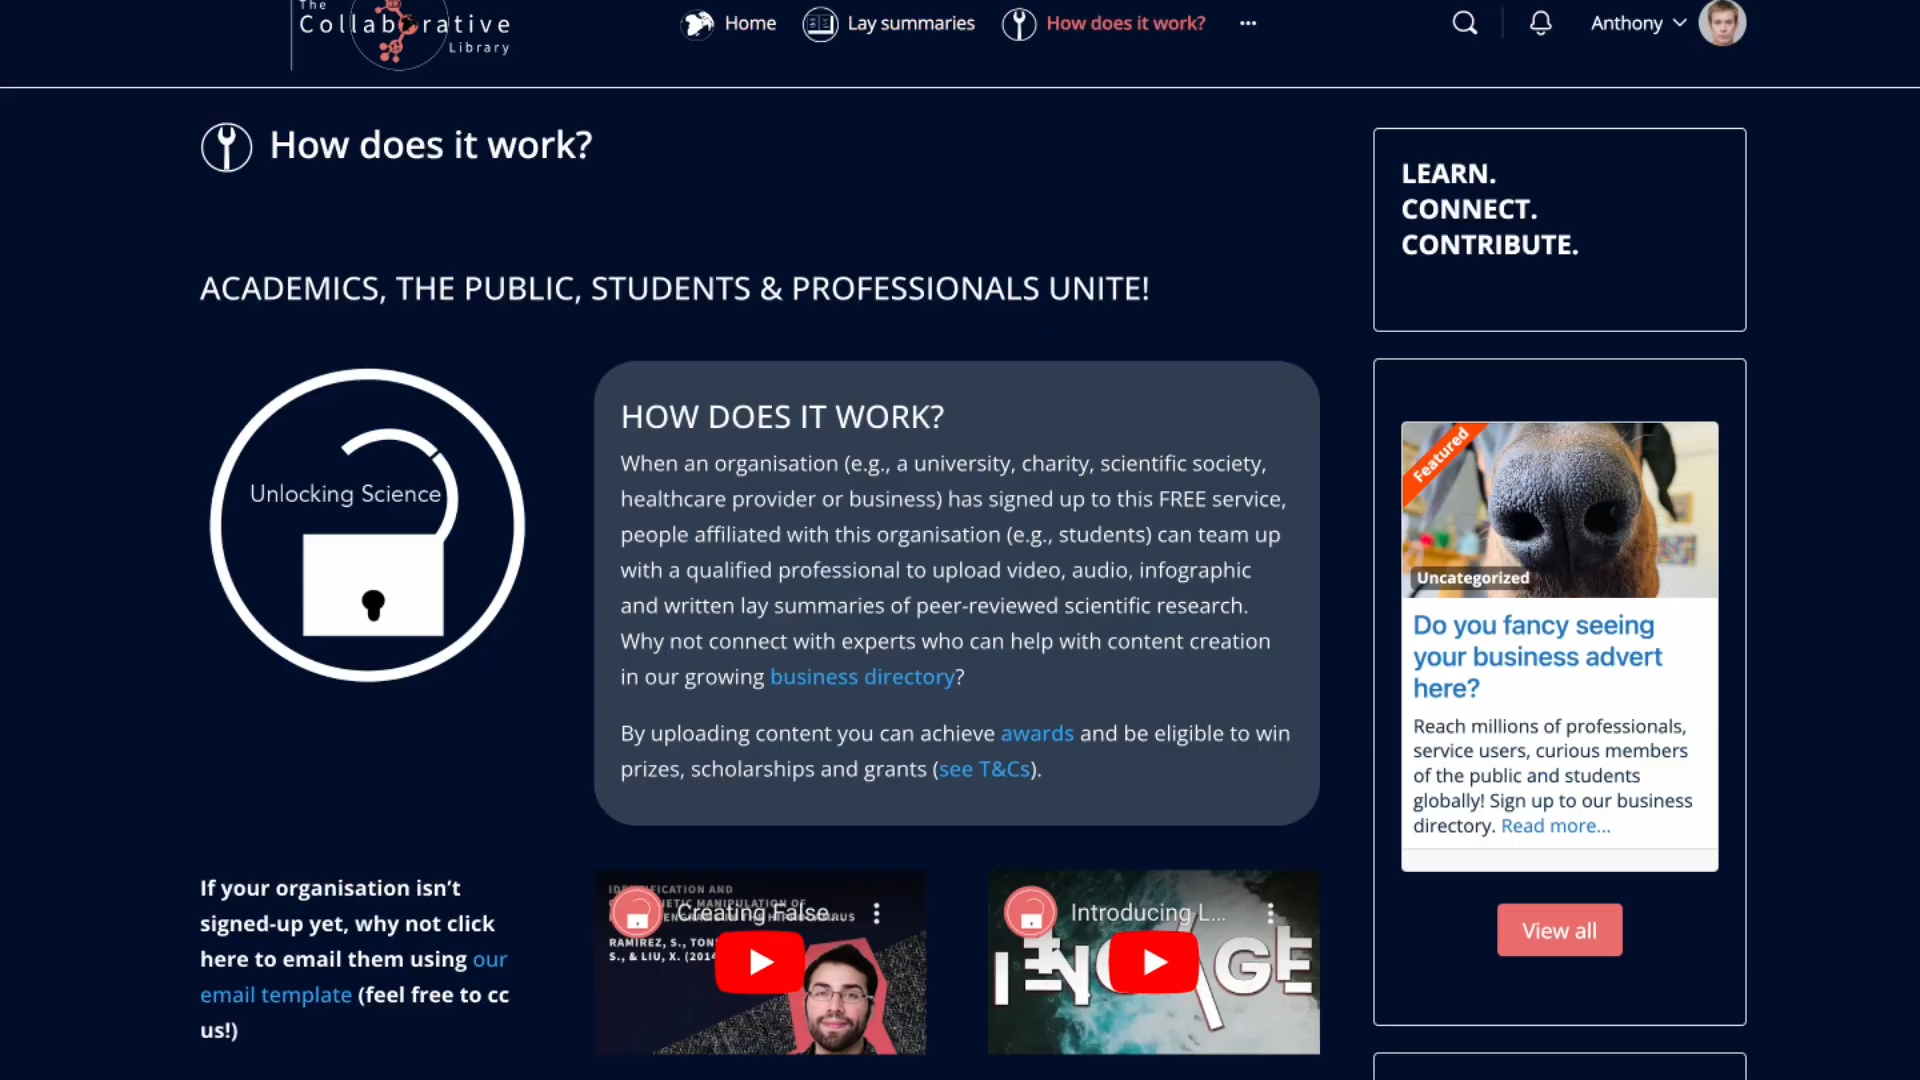 The
Collaborative
Library
Home
Lay summaries
How does it work?
Anthony
How does it work?
ACADEMICS, THE PUBLIC, STUDENTS & PROFESSIONALS UNITE!
Unlocking Science
HOW DOES IT WORK?
When an organisation (e.g., a university, charity, scientific society,
healthcare provider or business) has signed up to this FREE service,
people affiliated with this organisation (e.g., students) can team up
with a qualified professional to upload video, audio, infographic
and written lay summaries of peer-reviewed scientific research.
Why not connect with experts who can help with content creation
in our growing business directory?
By uploading content you can achieve awards and be eligible to win
prizes, scholarships and grants (see T&Cs).
If your organisation isn’t
signed-up yet, why not click
here to email them using our
email template (feel free to cc
us!)
AND
MANIPULATION OF
Creating False...
RAMIREZ, S.,
S., & LIU, X.
Introducing L...
ENGAGE
LEARN.
CONNECT.
CONTRIBUTE.
Featured
Uncategorized
Do you fancy seeing
your business advert
here?
Reach millions of professionals,
service users, curious members
of the public and students
globally! Sign up to our business
directory. Read more...
View all